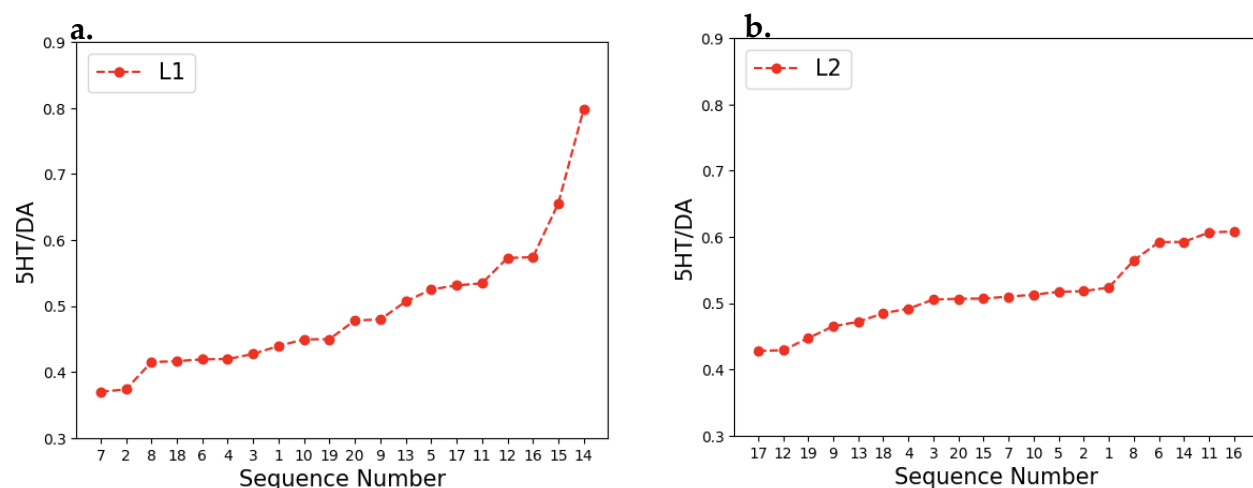 a.
L1
0.9
0.8
0.7
0.6
0.5
0.4
0.3
5HT/DA
7 2 8 18 6 4 3 1 10 19 20 9 13 5 17 11 12 16 15 14
Sequence Number
b.
L2
0.9
0.8
0.7
0.6
0.5
0.4
0.3
5HT/DA
17 12 19 9 13 18 4 3 20 15 7 10 5 2 1 8 6 14 11 16
Sequence Number